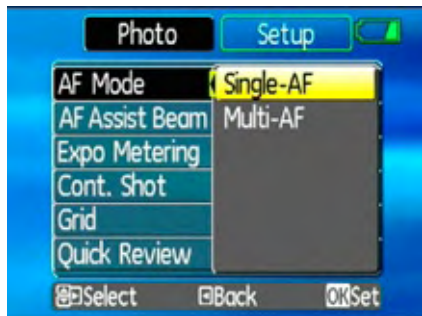 Photo Setup
AF Mode Single-AF
AF Assist Beam Multi-AF
Expo Metering
Cont. Shot
Grid
Quick Review
Select Back OK Set